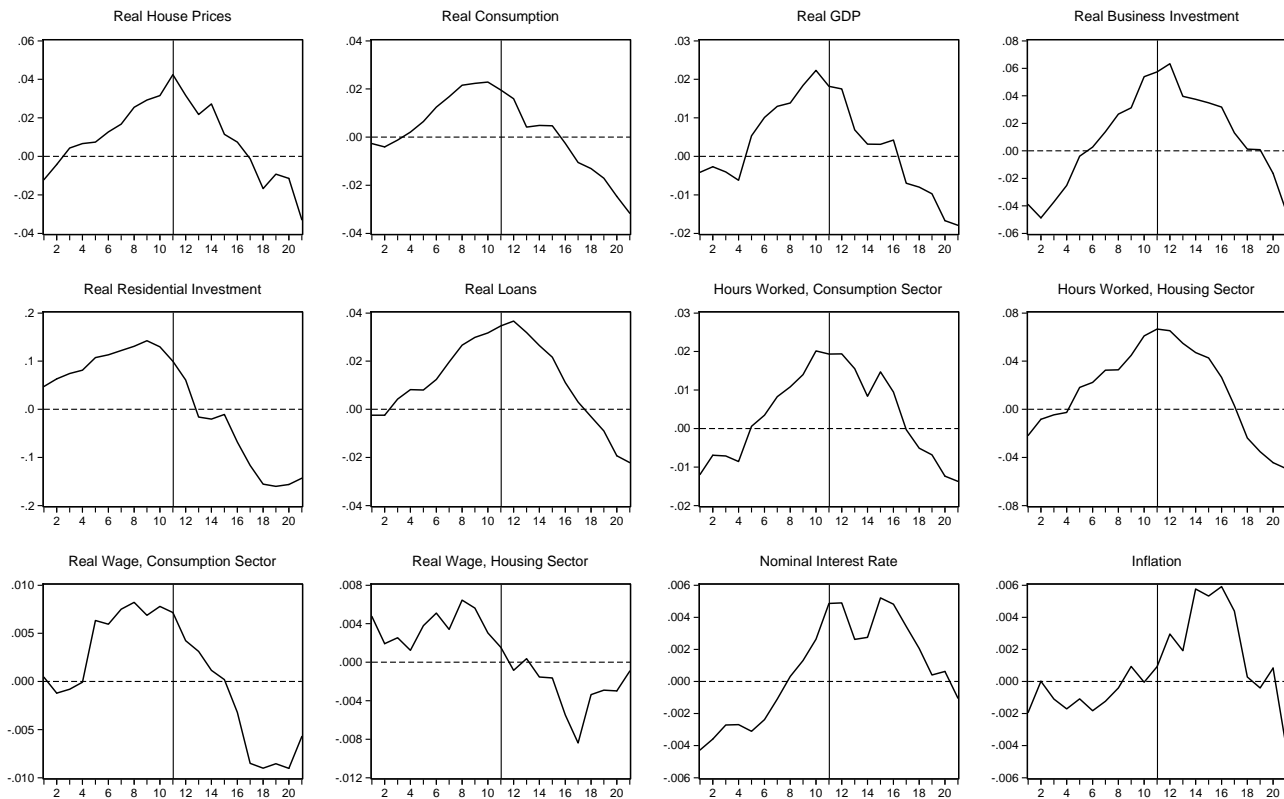 Real House Prices
.06
.04
.02
.00
-.02
-.04
2 4 6 8 10 12 14 16 18 20
Real Consumption
.04
.02
.00
-.02
-.04
2 4 6 8 10 12 14 16 18 20
Real GDP
.03
.02
.01
.00
-.01
-.02
2 4 6 8 10 12 14 16 18 20
Real Business Investment
.08
.06
.04
.02
.00
-.02
-.04
-.06
2 4 6 8 10 12 14 16 18 20
Real Residential Investment
.2
.1
.0
-.1
-.2
2 4 6 8 10 12 14 16 18 20
Real Loans
.04
.02
.00
-.02
-.04
2 4 6 8 10 12 14 16 18 20
Hours Worked, Consumption Sector
.03
.02
.01
.00
-.01
-.02
2 4 6 8 10 12 14 16 18 20
Hours Worked, Housing Sector
.08
.04
.00
-.04
-.08
2 4 6 8 10 12 14 16 18 20
Real Wage, Consumption Sector
.010
.005
.000
-.005
-.010
2 4 6 8 10 12 14 16 18 20
Real Wage, Housing Sector
.008
.004
.000
-.004
-.008
-.012
2 4 6 8 10 12 14 16 18 20
Nominal Interest Rate
.006
.004
.002
.000
-.002
-.004
-.006
2 4 6 8 10 12 14 16 18 20
Inflation
.006
.004
.002
.000
-.002
-.004
-.006
2 4 6 8 10 12 14 16 18 20